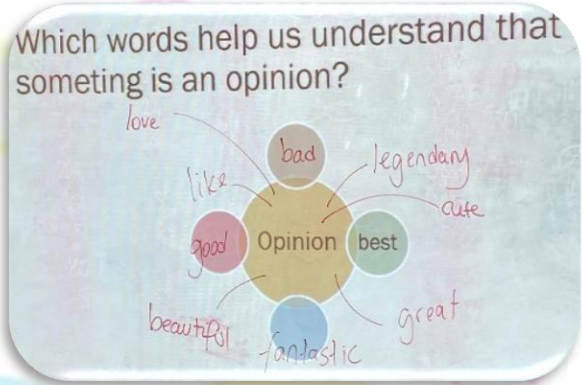 Which words help us understand that
someting is an opinion?
love
bad
legendary
like
cute
good
Opinion
best
beautiful
great
fantastic